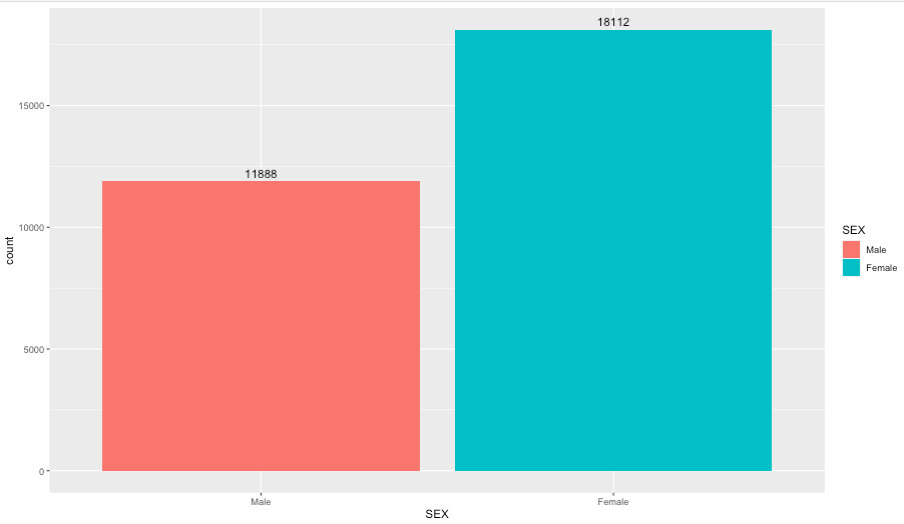 18112
15000
11888
10000
5000
0
count
Male
Female
SEX
SEX
Male
Female